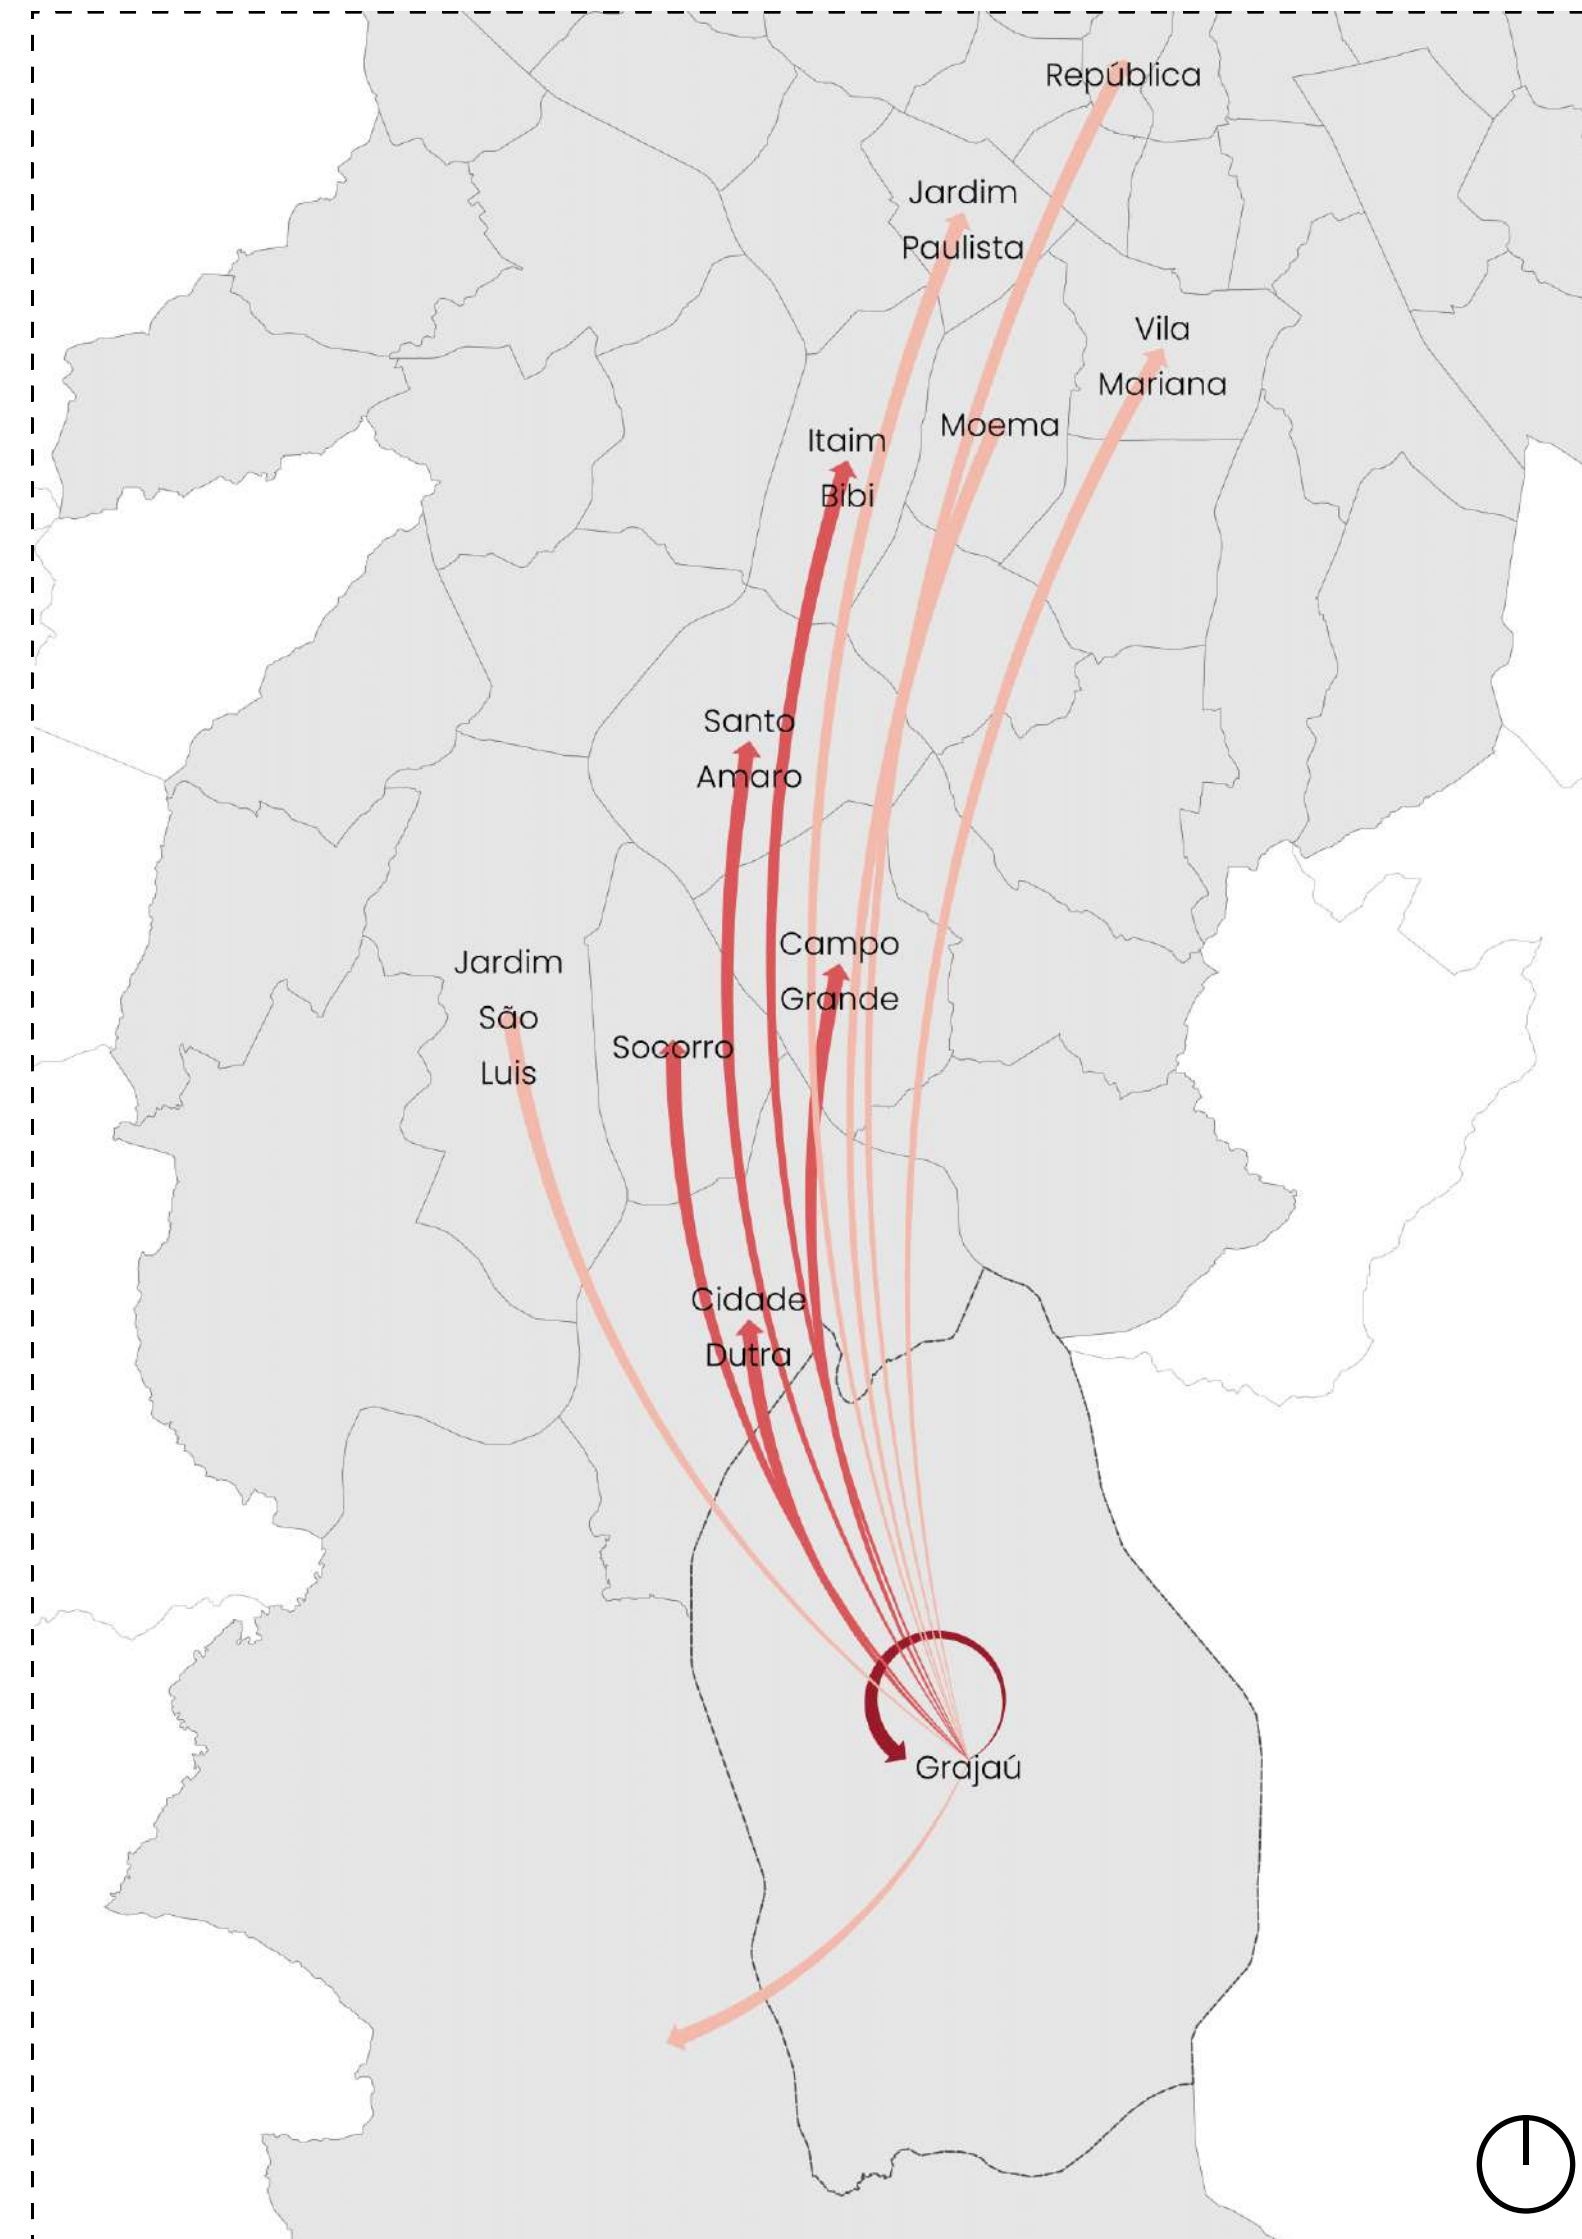 República
Jardim
Paulista
Vila
Mariana
Moema
Itaim
Bibi
Santo
Amaro
Campo
Grande
Jardim
São
Luis
Socorro
Cidade
Dutra
Grajaú